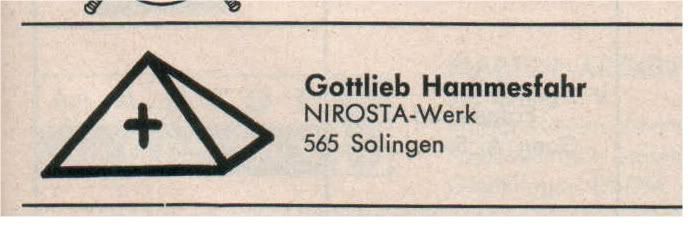 Gottlieb Hammesfahr
NIROSTA-Werk
565 Solingen